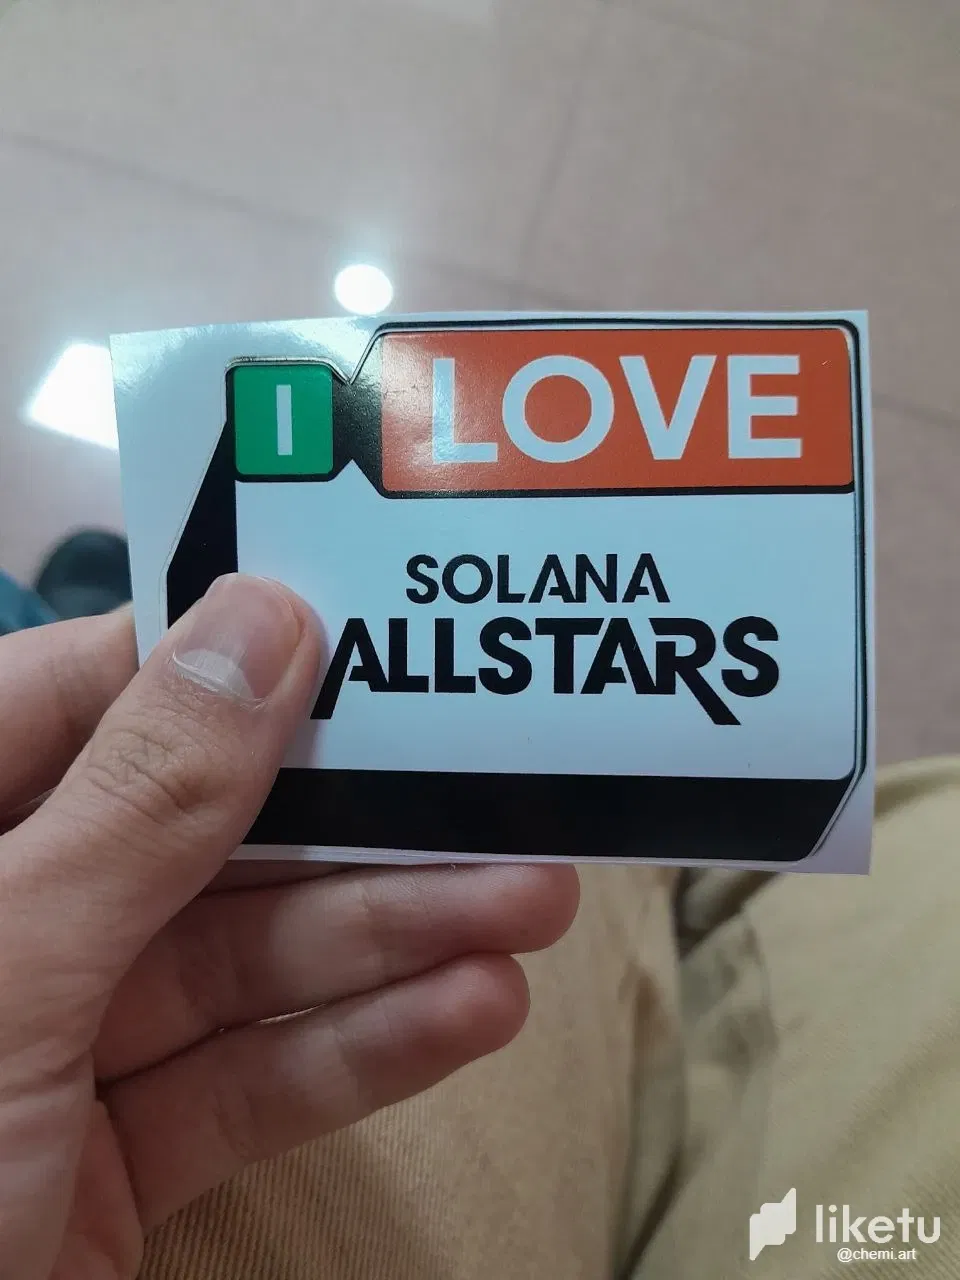 I LOVE
SOLANA
ALLSTARS
liketu
@chemi.art